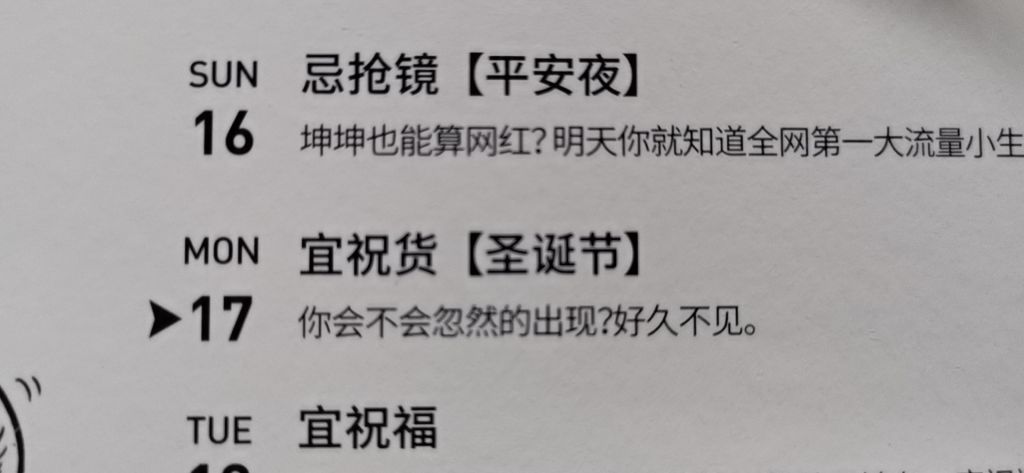 SUN 忌抢镜【平安夜】
16 坤坤也能算网红?明天你就知道全网第一大流量小生
MON 宜祝货【圣诞节】
➤17 你会不会忽然的出现?好久不见。
TUE 宜祝福